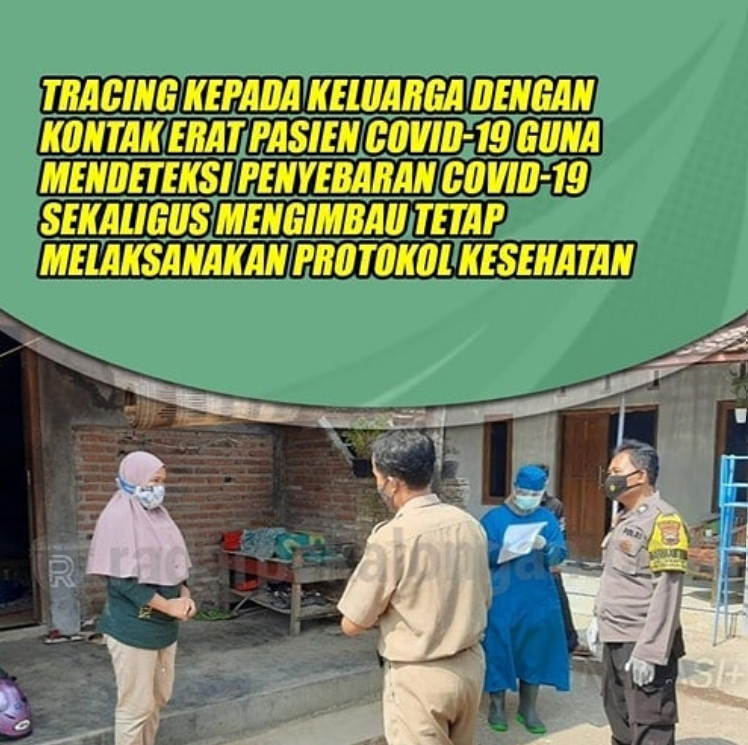 TRACING KEPADA KELUARGA DENGAN
KONTAK ERAT PASIEN COVID-19 GUNA
MENDETEKSI PENYEBARAN COVID-19
SEKALIGUS MENGIMBAU TETAP
MELAKSANAKAN PROTOKOL KESEHATAN
R
POLRI